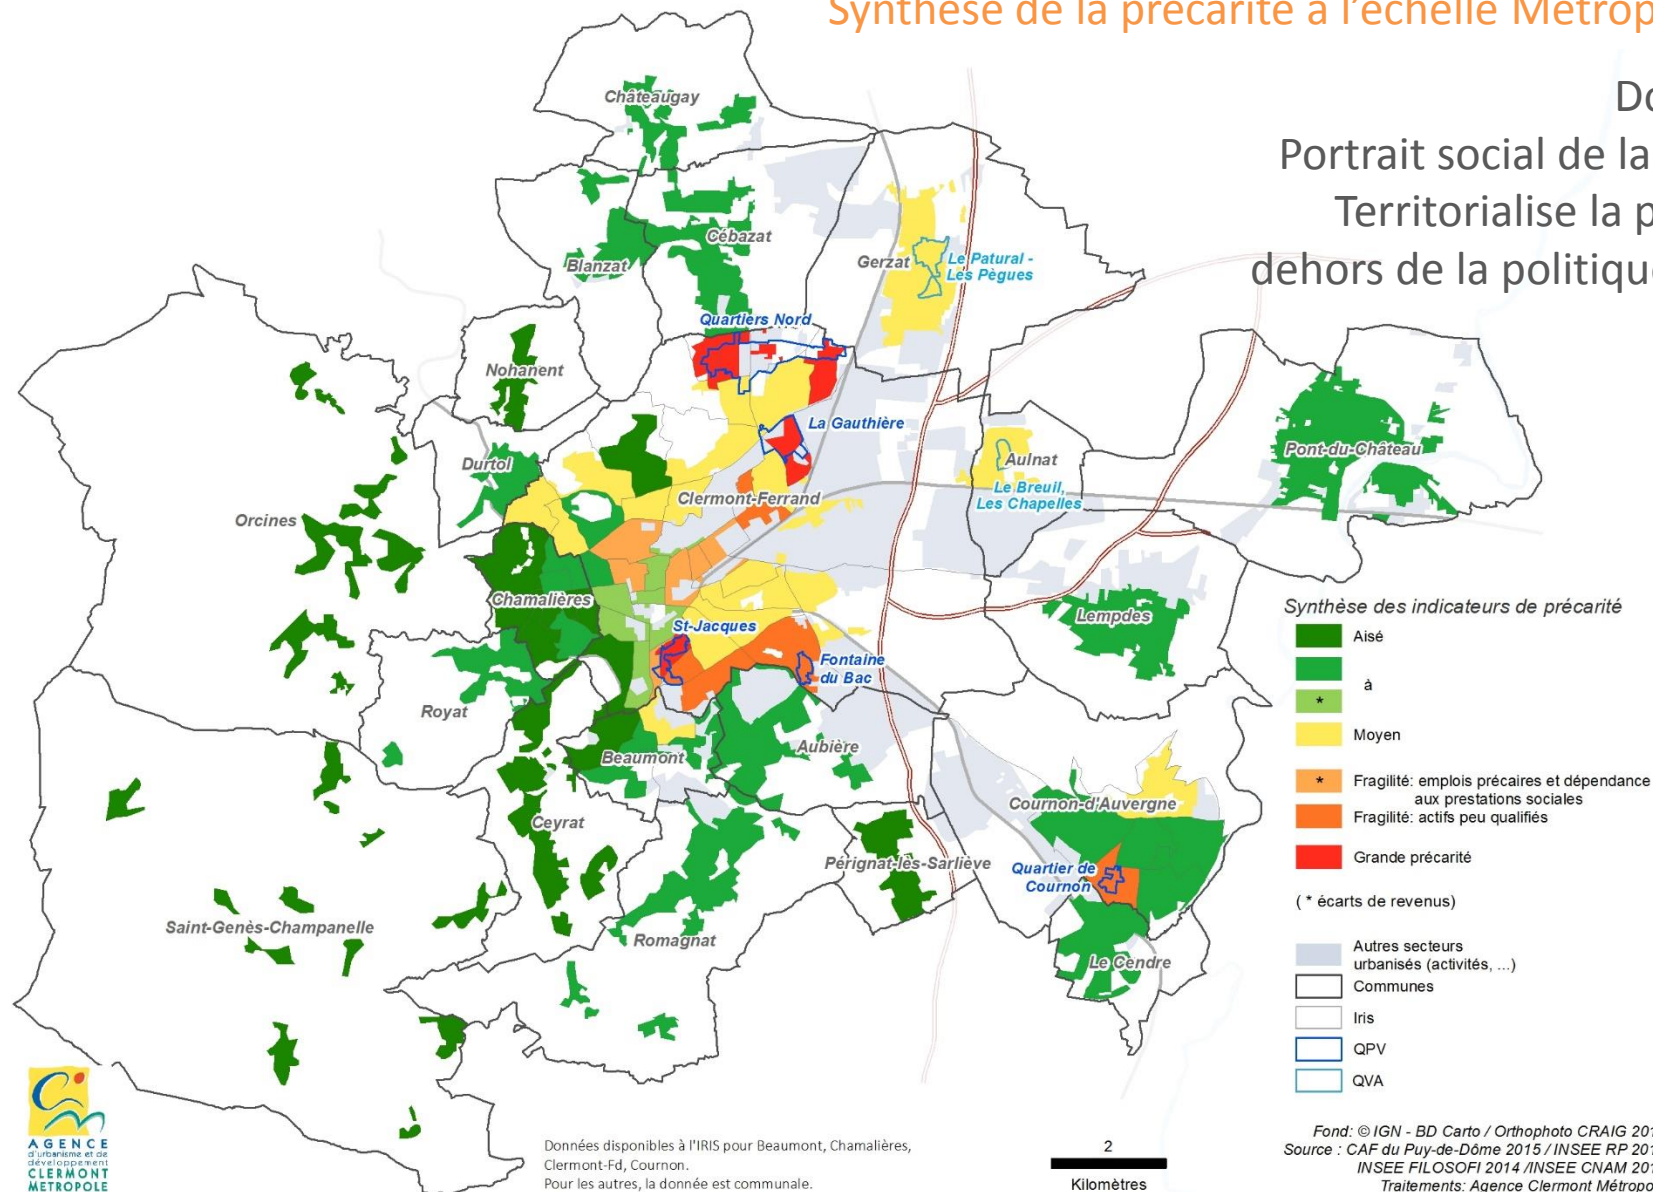 Synthèse de la précarité à l'échelle Métrop
Do
Portrait social de la
Territorialise la p
dehors de la politique
Châteaugay
Cébazat
Blanzat
Gerzat
Le Patural -
Les Pègues
Quartiers Nord
Nohanent
La Gauthière
Durtol
Aulnat
Pont-du-Château
Clermont-Ferrand
Le Breuil,
Les Chapelles
Orcines
Chamalières
St-Jacques
Lempdes
Fontaine
du Bac
Royat
Beaumont
Aubière
Cournon-d'Auvergne
Ceyrat
Pérignat-lès-Sarliève
Quartier de
Cournon
Saint-Genès-Champanelle
Romagnat
Le Cendre
Synthèse des indicateurs de précarité
Aisé
à
*
Moyen
* Fragilité: emplois précaires et dépendance
aux prestations sociales
Fragilité: actifs peu qualifiés
Grande précarité
( * écarts de revenus)
Autres secteurs
urbanisés (activités, ...)
Communes
Iris
QPV
QVA
AGENCE
d'urbanisme et de
développement
CLERMONT
METROPOLE
Données disponibles à l'IRIS pour Beaumont, Chamalières,
Clermont-Fd, Cournon.
Pour les autres, la donnée est communale.
2
Kilomètres
Fond: © IGN - BD Carto / Orthophoto CRAIG 201
Source : CAF du Puy-de-Dôme 2015 / INSEE RP 201
INSEE FILOSOFI 2014 /INSEE CNAM 201
Traitements: Agence Clermont Métropo